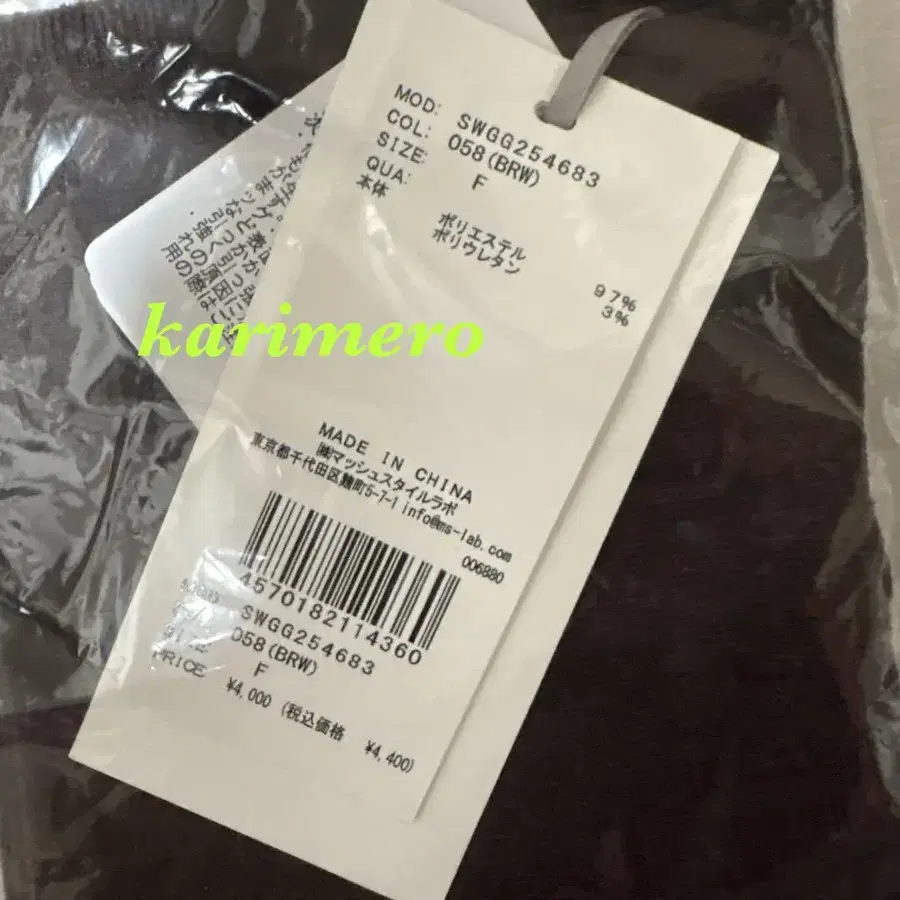 MOD: SWGG254683
COL: 058(BRW)
SIZE: F
QUA:
本体
ポリエステル 97%
ポリウレタン 3%
MADE IN CHINA
㈱マッシュスタイルラボ
東京都千代田区麹町5-7-1 info@ms-lab.com
006880
4570182114360
MOD SWGG254683
058(BRW)
SIZE F
PRICE ¥4,000 (税込価格 ¥4,400)
karimero